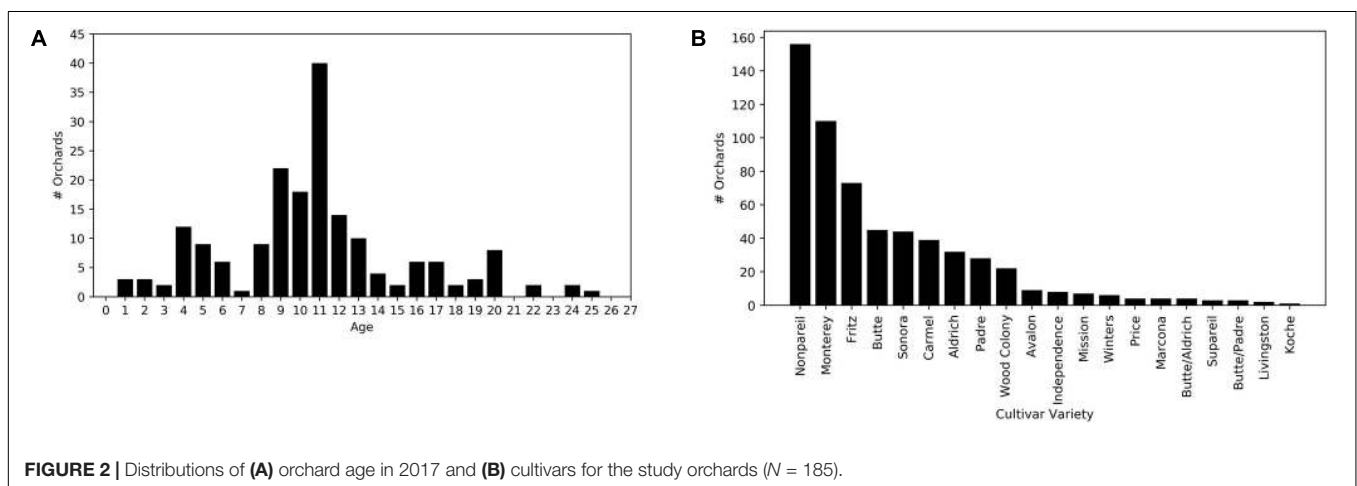 A
45
40
35
30
25
20
15
10
5
0
# Orchards
0 1 2 3 4 5 6 7 8 9 10 11 12 13 14 15 16 17 18 19 20 21 22 23 24 25 26 27
Age
B
160
140
120
100
80
60
40
20
0
# Orchards
Nonpareil
Monterey
Fritz
Butte
Sonora
Carmel
Aldrich
Padre
Wood Colony
Avalon
Independence
Mission
Winters
Price
Marcona
Butte/Aldrich
Supareil
Butte/Padre
Livingston
Koche
Cultivar Variety
FIGURE 2 | Distributions of (A) orchard age in 2017 and (B) cultivars for the study orchards (N = 185).